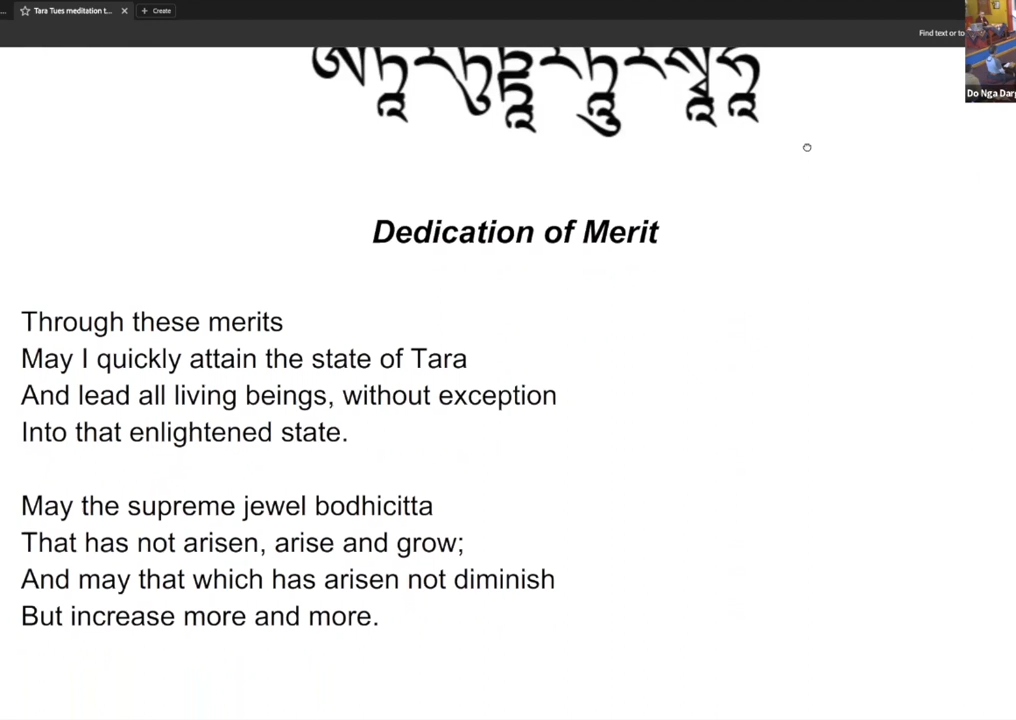 Tara Tues meditation t...
Create
Find text or to
Do Nga Darg
Dedication of Merit
Through these merits
May I quickly attain the state of Tara
And lead all living beings, without exception
Into that enlightened state.
May the supreme jewel bodhicitta
That has not arisen, arise and grow;
And may that which has arisen not diminish
But increase more and more.